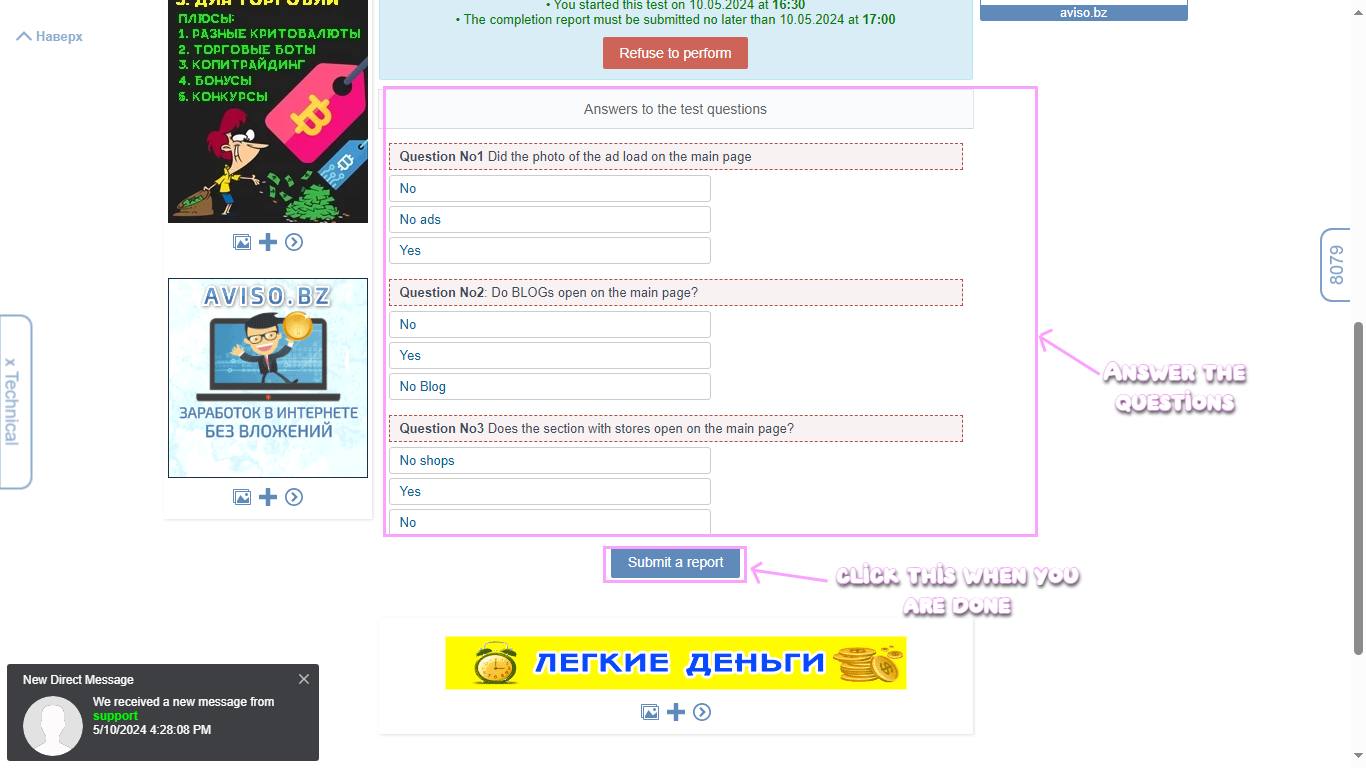 • You started this test on 10.05.2024 at 16:30
• The completion report must be submitted no later than 10.05.2024 at 17:00
Refuse to perform
aviso.bz
Наверх
ПЛЮСЫ:
1. РАЗНЫЕ КРИТОВАЛЮТЫ
2. ТОРГОВЫЕ БОТЫ
3. КОПИТРАЙДИНГ
4. БОНУСЫ
5. КОНКУРСЫ
Answers to the test questions
Question No1 Did the photo of the ad load on the main page
No
No ads
Yes
Question No2: Do BLOGs open on the main page?
No
Yes
No Blog
Question No3 Does the section with stores open on the main page?
No shops
Yes
No
Submit a report
AVISO.BZ
ЗАРАБОТОК В ИНТЕРНЕТЕ
БЕЗ ВЛОЖЕНИЙ
x Technical
8079
Answer the
questions
Click this when you
are done
ЛЕГКИЕ ДЕНЬГИ
New Direct Message
We received a new message from
support
5/10/2024 4:28:08 PM